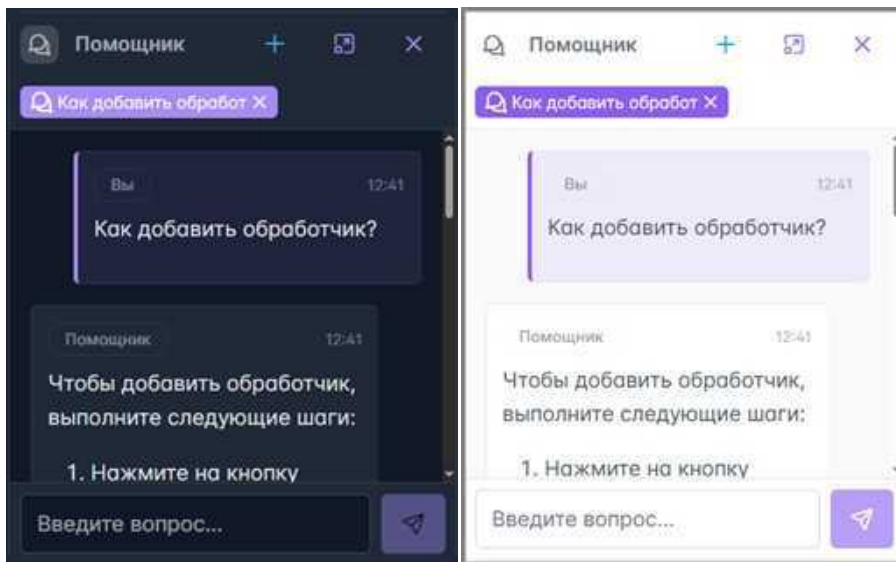 Помощник
Как добавить обработ
Вы 12:41
Как добавить обработчик?
Помощник 12:41
Чтобы добавить обработчик,
выполните следующие шаги:
1. Нажмите на кнопку
Введите вопрос...
Помощник
Как добавить обработ
Вы 12:41
Как добавить обработчик?
Помощник 12:41
Чтобы добавить обработчик,
выполните следующие шаги:
1. Нажмите на кнопку
Введите вопрос...